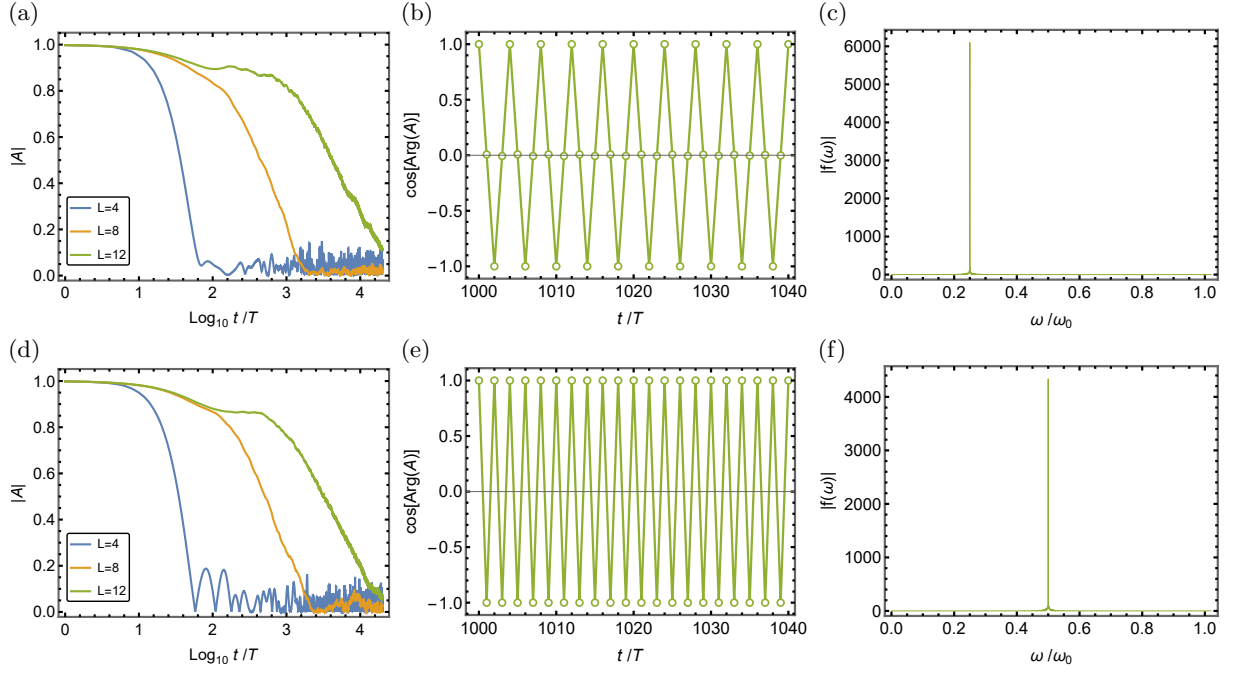 (a)
|A|
1.0
0.8
0.6
0.4
0.2
0.0
L=4
L=8
L=12
0 1 2 3 4
Log10 t /T
(b)
cos[Arg(A)]
1.0
0.5
0.0
−0.5
−1.0
1000 1010 1020 1030 1040
t /T
(c)
|f(ω)|
6000
5000
4000
3000
2000
1000
0
0.0 0.2 0.4 0.6 0.8 1.0
ω /ω0
(d)
|A|
1.0
0.8
0.6
0.4
0.2
0.0
L=4
L=8
L=12
0 1 2 3 4
Log10 t /T
(e)
cos[Arg(A)]
1.0
0.5
0.0
−0.5
−1.0
1000 1010 1020 1030 1040
t /T
(f)
|f(ω)|
4000
3000
2000
1000
0
0.0 0.2 0.4 0.6 0.8 1.0
ω /ω0